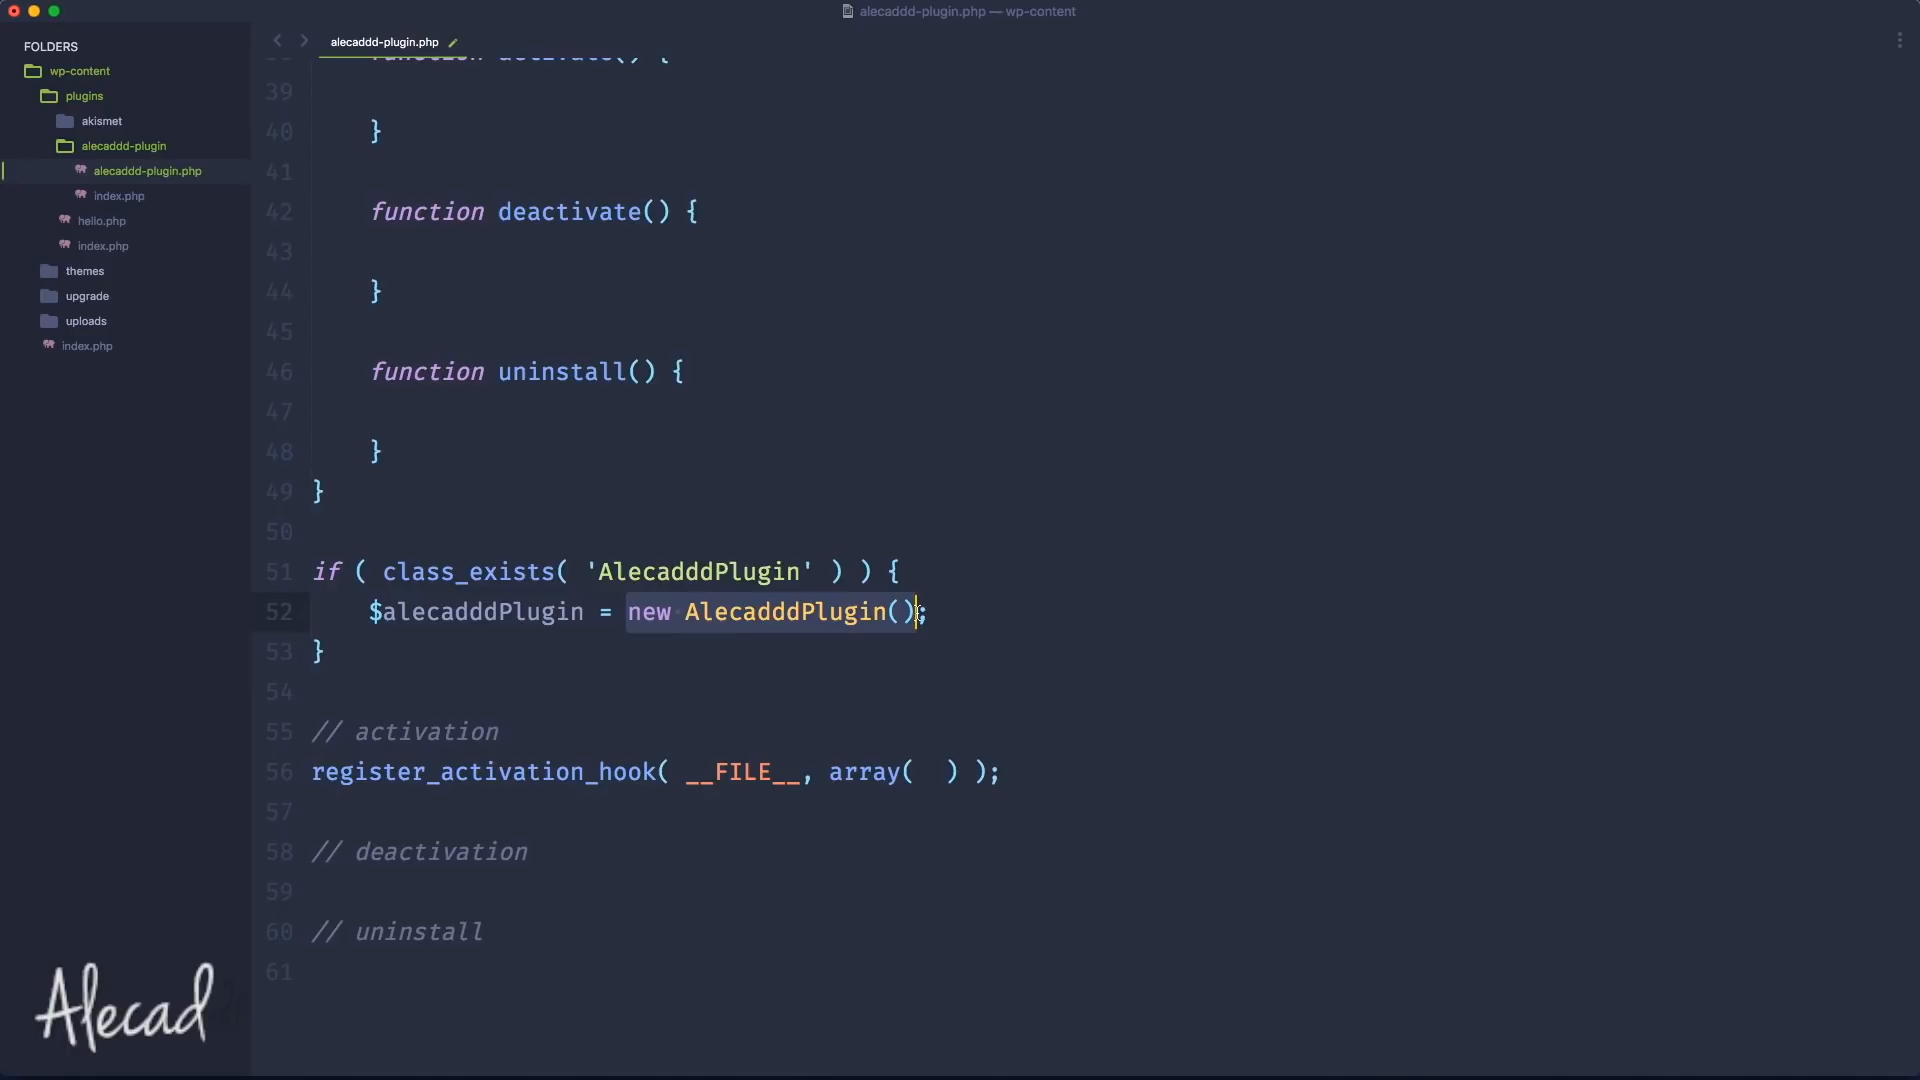 alecaddd-plugin.php — wp-content
FOLDERS
wp-content
plugins
akismet
alecaddd-plugin
alecaddd-plugin.php
index.php
hello.php
index.php
themes
upgrade
uploads
index.php
alecaddd-plugin.php
39
40 }
41
42 function deactivate() {
43
44 }
45
46 function uninstall() {
47
48 }
49 }
50
51 if ( class_exists( 'AlecadddPlugin' ) ) {
52 $alecadddPlugin = new AlecadddPlugin();
53 }
54
55 // activation
56 register_activation_hook( __FILE__, array(  ) );
57
58 // deactivation
59
60 // uninstall
61
Alecad